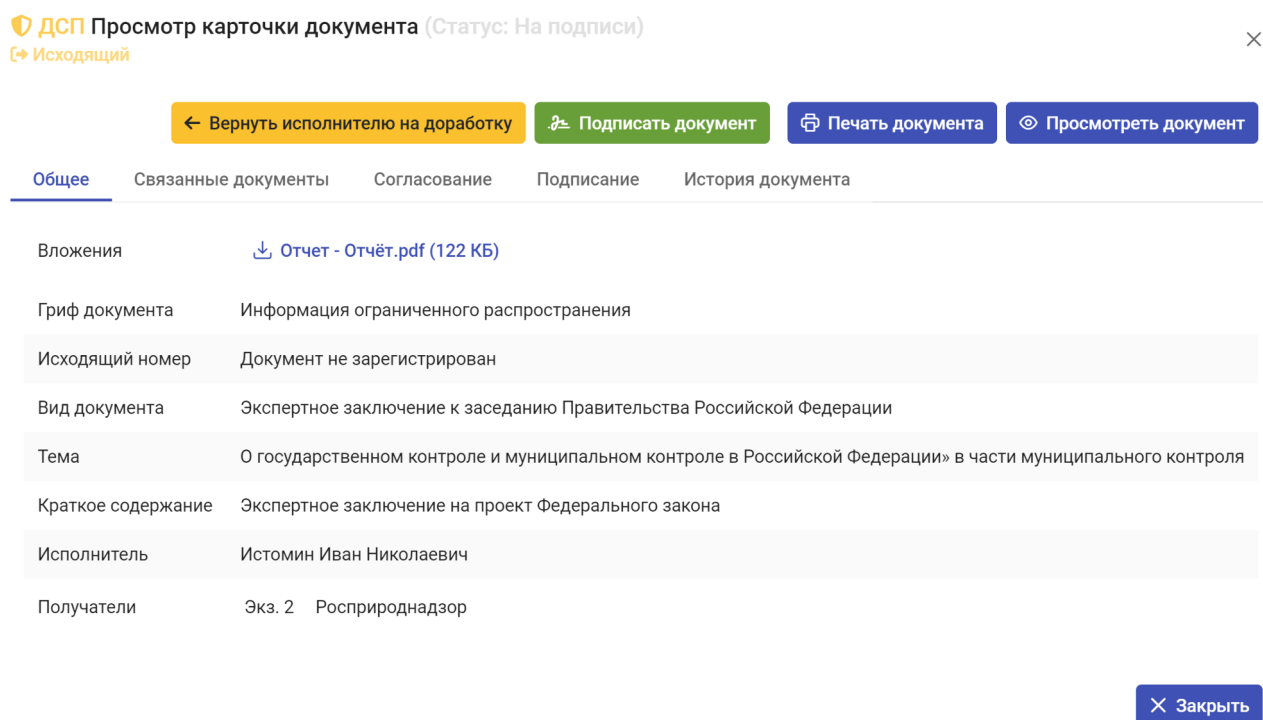 ДСП Просмотр карточки документа (Статус: На подписи)
Исходящий
Вернуть исполнителю на доработку Подписать документ Печать документа Просмотреть документ
Общее Связанные документы Согласование Подписание История документа
Вложения Отчет - Отчёт.pdf (122 КБ)
Гриф документа Информация ограниченного распространения
Исходящий номер Документ не зарегистрирован
Вид документа Экспертное заключение к заседанию Правительства Российской Федерации
Тема О государственном контроле и муниципальном контроле в Российской Федерации» в части муниципального контроля
Краткое содержание Экспертное заключение на проект Федерального закона
Исполнитель Истомин Иван Николаевич
Получатели Экз. 2 Росприроднадзор
Закрыть